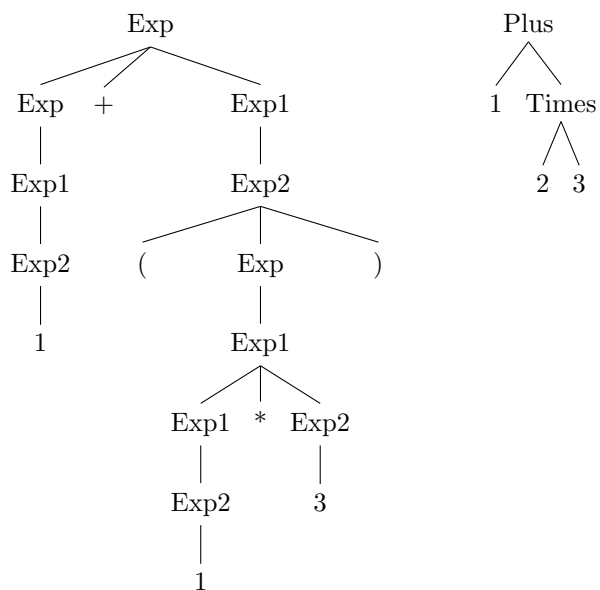 Exp Plus
Exp + Exp1 1 Times
Exp1 Exp2 2 3
Exp2 ( Exp )
1 Exp1
Exp1 * Exp2
Exp2 3
1